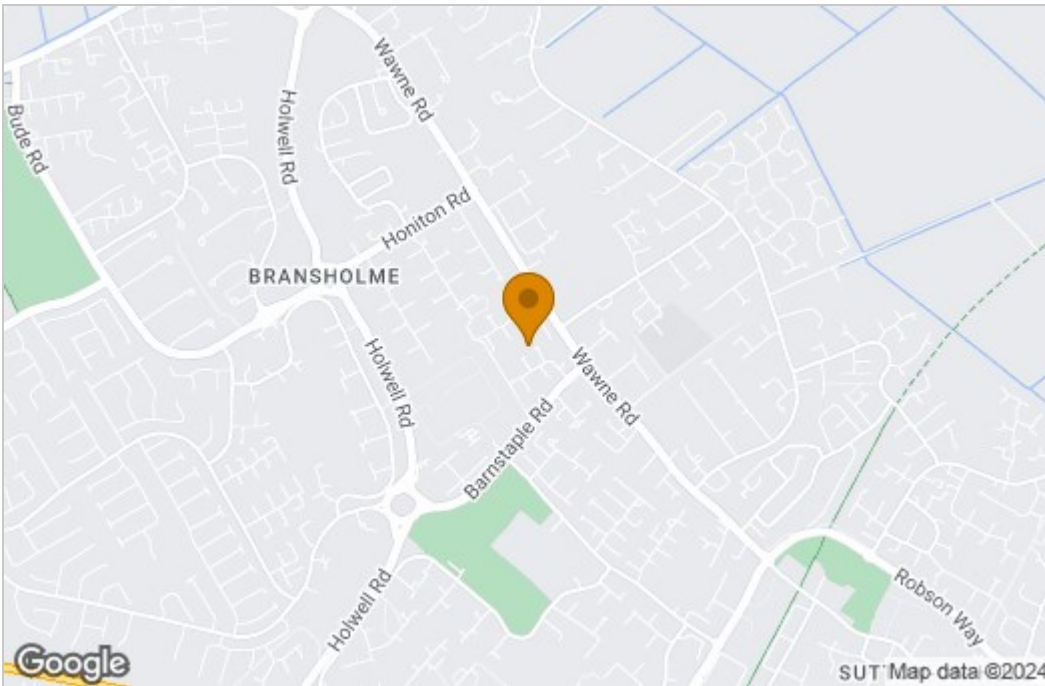 Wawne Rd
Bude Rd
Holwell Rd
Honiton Rd
BRANSHOLME
Holwell Rd
Wawne Rd
Barnstaple Rd
Holwell Rd
Robson Way
Google
SUT
Map data ©2024